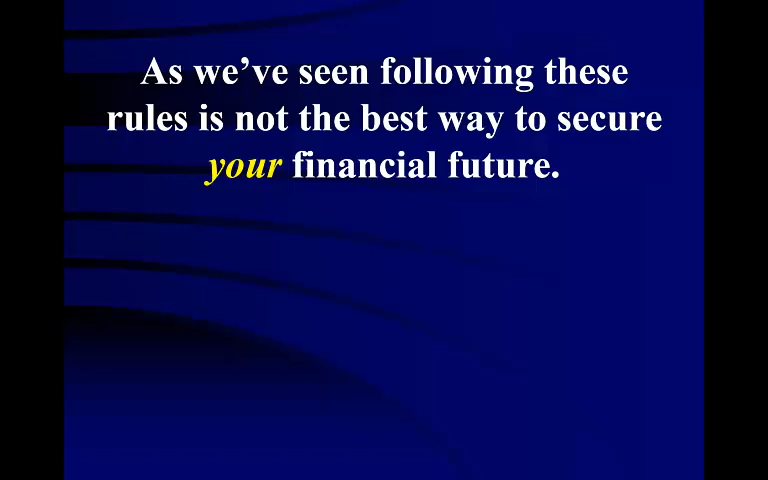 As we’ve seen following these
rules is not the best way to secure
your financial future.